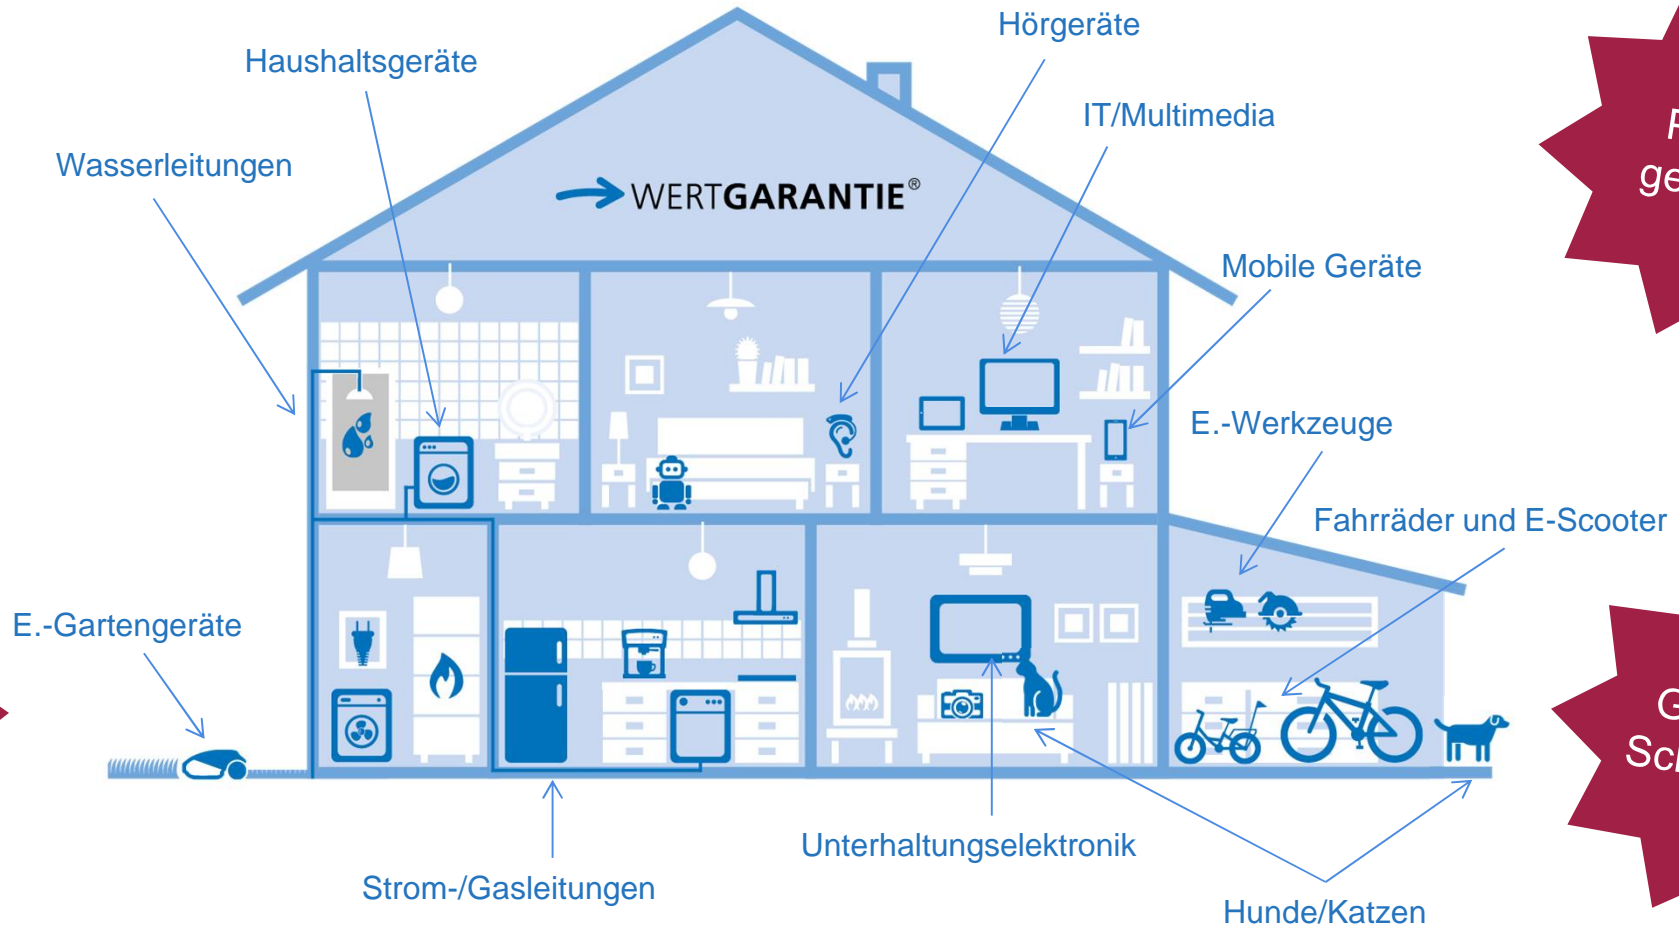 Hörgeräte
Haushaltsgeräte
IT/Multimedia
Wasserleitungen
WERTGARANTIE®
Mobile Geräte
E.-Werkzeuge
Fahrräder und E-Scooter
E.-Gartengeräte
Unterhaltungselektronik
Strom-/Gasleitungen
Hunde/Katzen